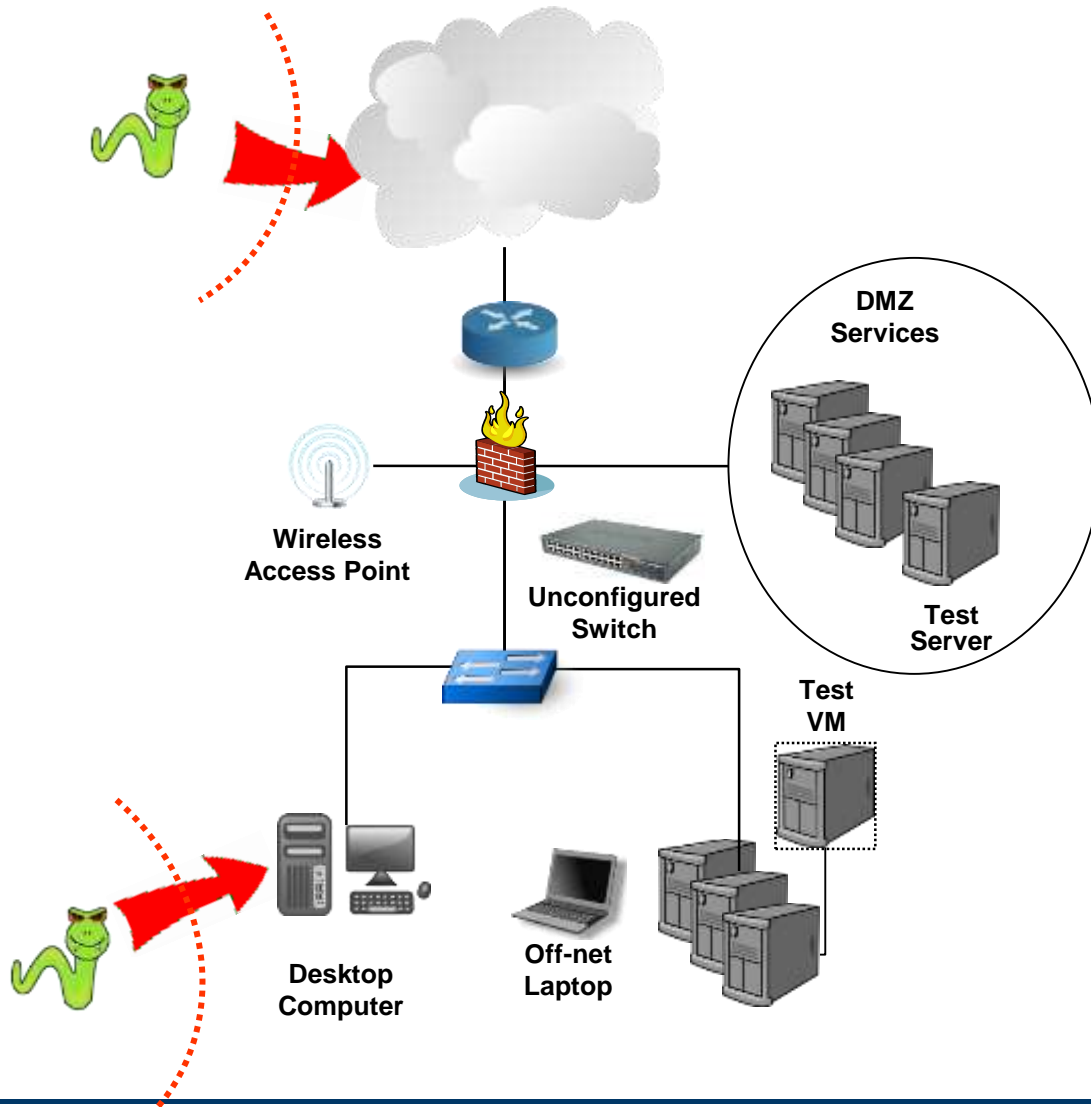 DMZ
Services
Wireless
Access Point
Unconfigured
Switch
Test
Server
Test
VM
Desktop
Computer
Off-net
Laptop